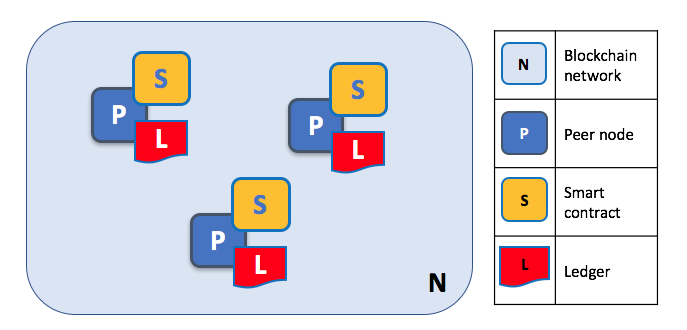 S
P
L
S
P
L
S
P
L
N
N
Blockchain
network
P
Peer node
S
Smart
contract
L
Ledger